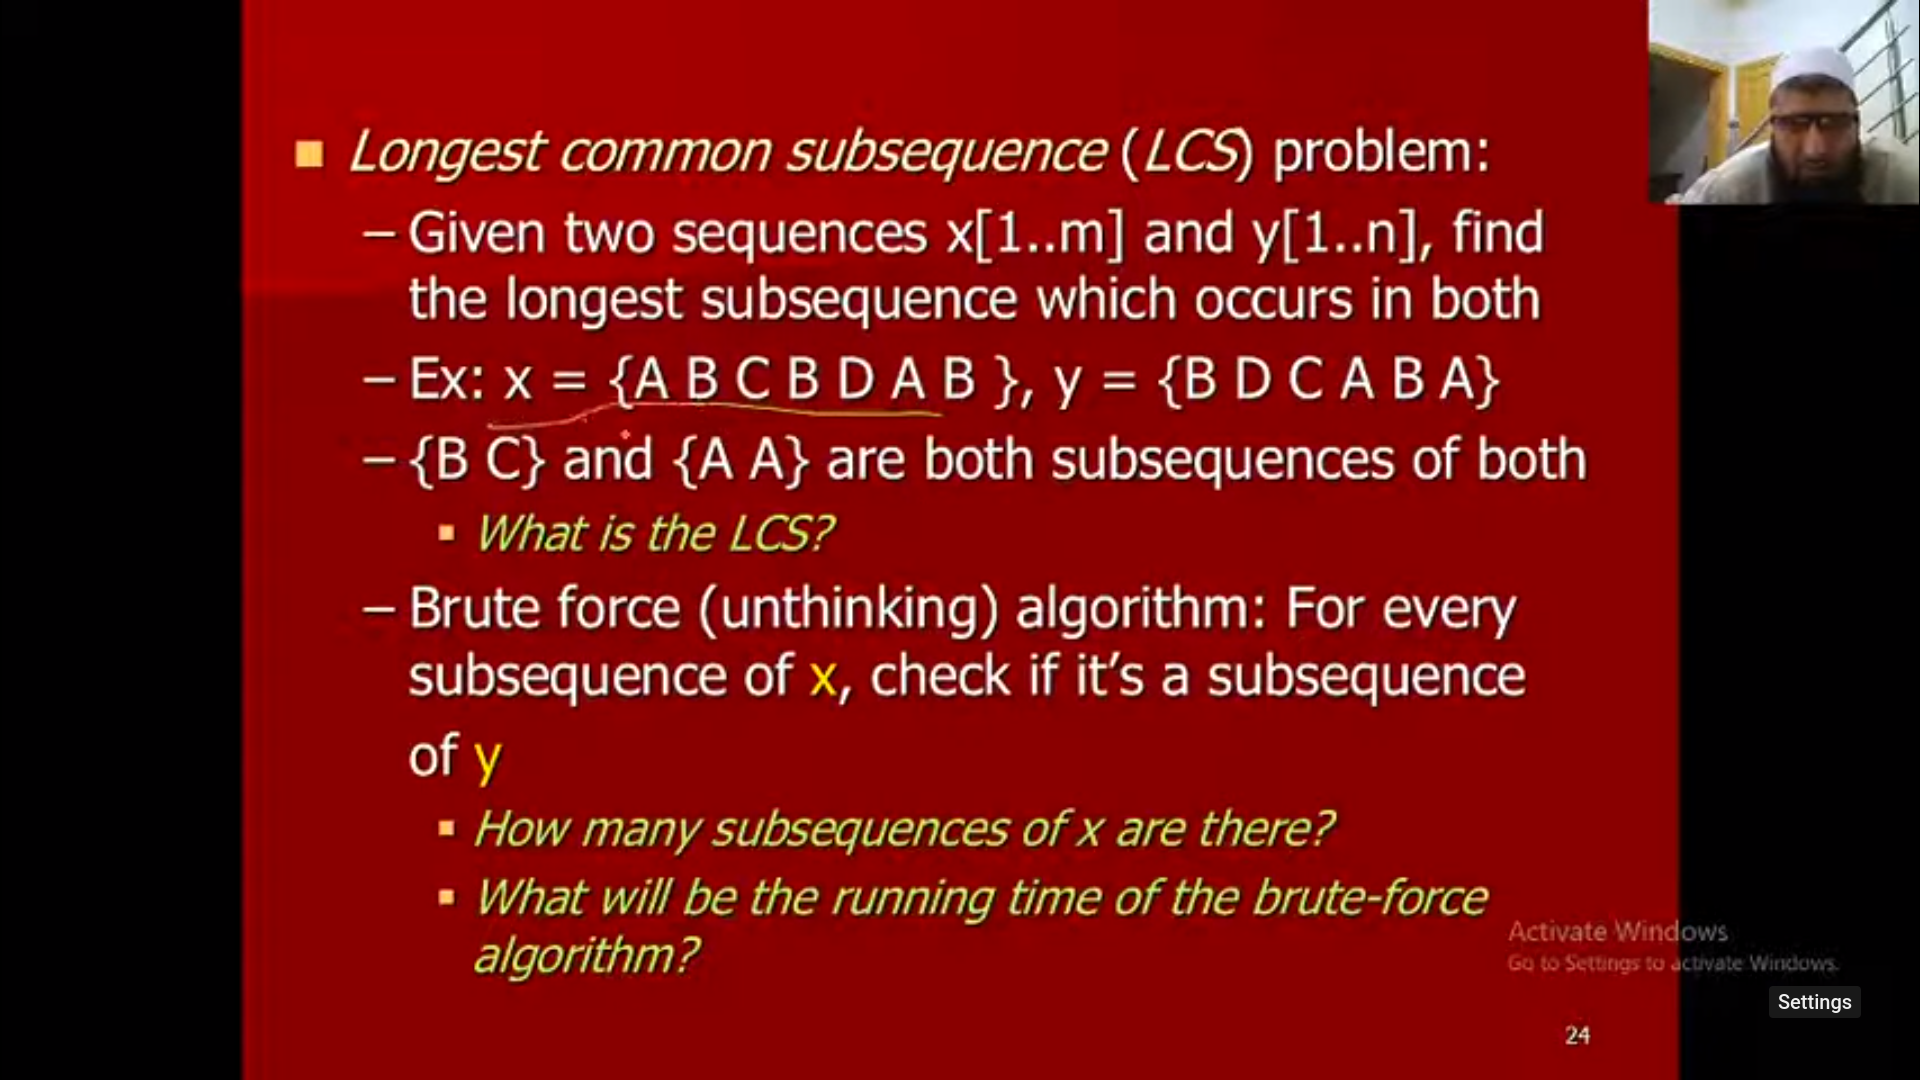 Longest common subsequence (LCS) problem:
– Given two sequences x[1..m] and y[1..n], find
the longest subsequence which occurs in both
– Ex: x = {A B C B D A B }, y = {B D C A B A}
– {B C} and {A A} are both subsequences of both
What is the LCS?
– Brute force (unthinking) algorithm: For every
subsequence of x, check if it’s a subsequence
of y
How many subsequences of x are there?
What will be the running time of the brute-force
algorithm?
Activate Windows
Go to Settings to activate Windows.
Settings
24